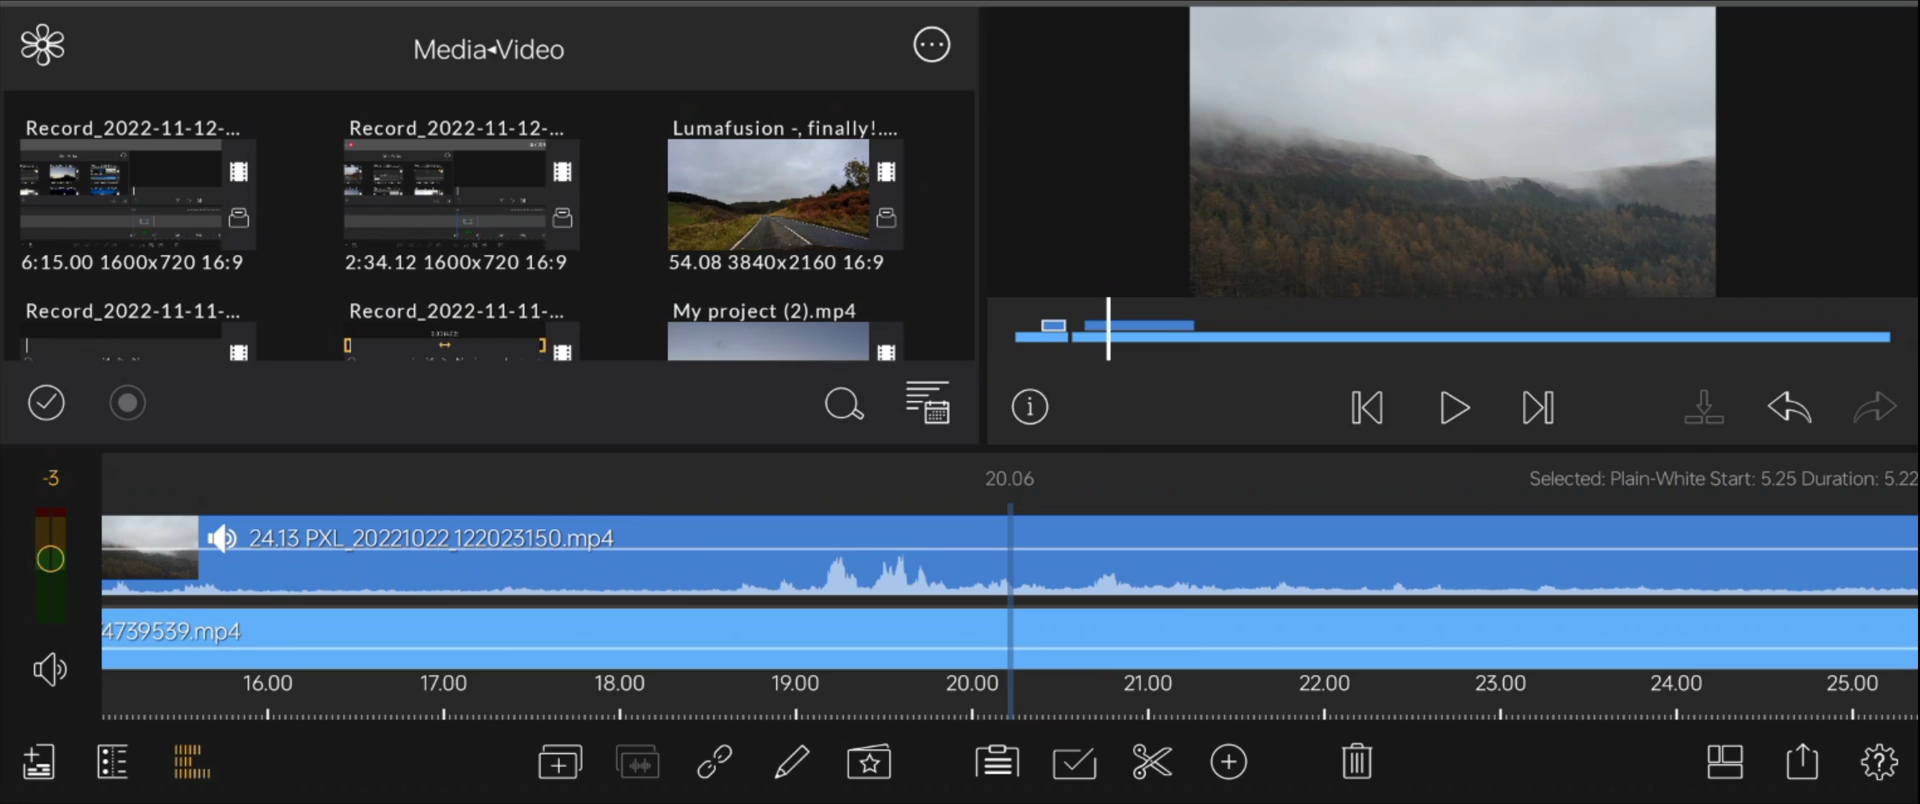 Media◂Video
Record_2022-11-12-...
Record_2022-11-12-...
Lumafusion -, finally!....
6:15.00 1600x720 16:9
2:34.12 1600x720 16:9
54.08 3840x2160 16:9
Record_2022-11-11-...
Record_2022-11-11-...
My project (2).mp4
-3
20.06
Selected: Plain-White Start: 5.25 Duration: 5.22
24.13 PXL_20221022_122023150.mp4
4739539.mp4
16.00 17.00 18.00 19.00 20.00 21.00 22.00 23.00 24.00 25.00